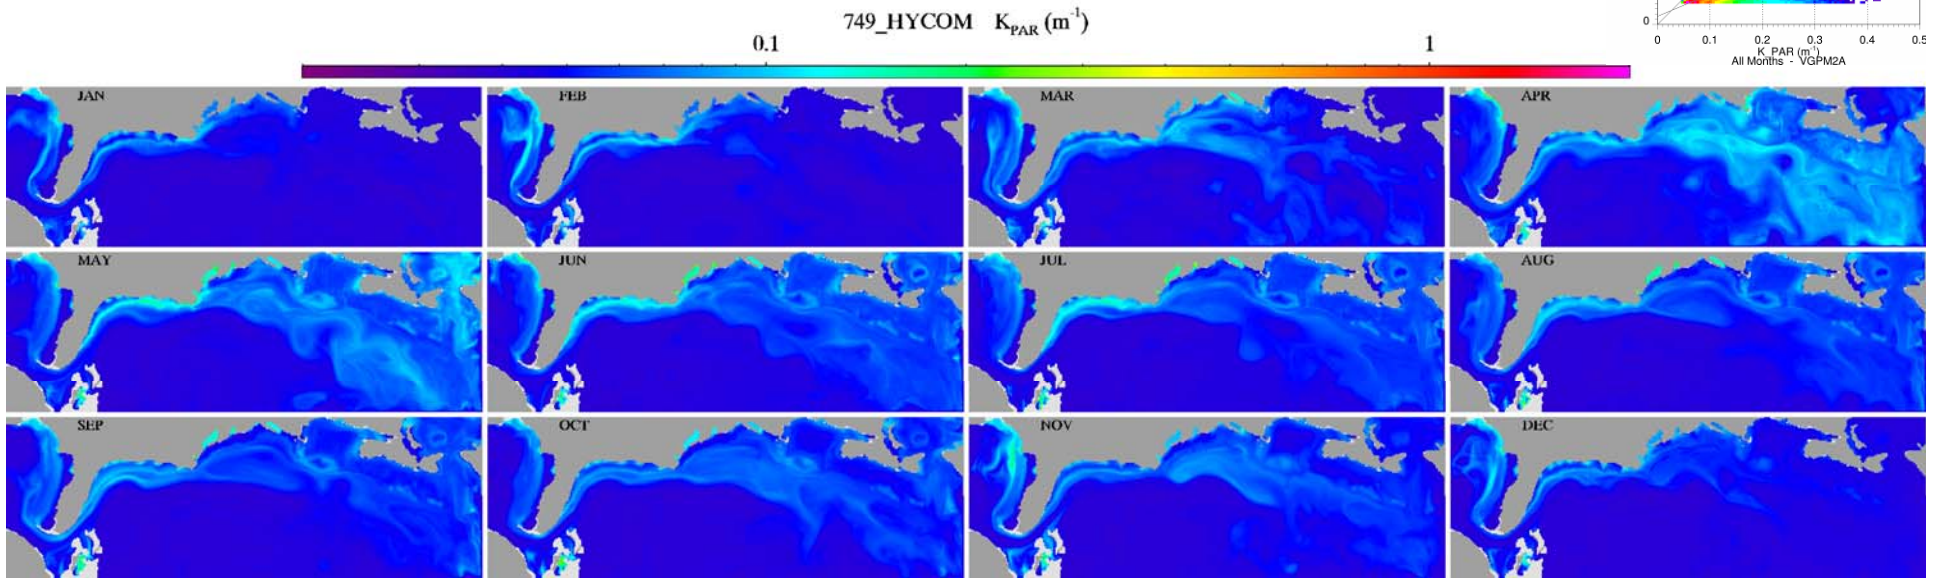 749_HYCOM K_PAR (m⁻¹)
0.1 1
0
0 0.1 0.2 0.3 0.4 0.5
K_PAR (m⁻¹)
All Months - VGPM2A
JAN FEB MAR APR
MAY JUN JUL AUG
SEP OCT NOV DEC